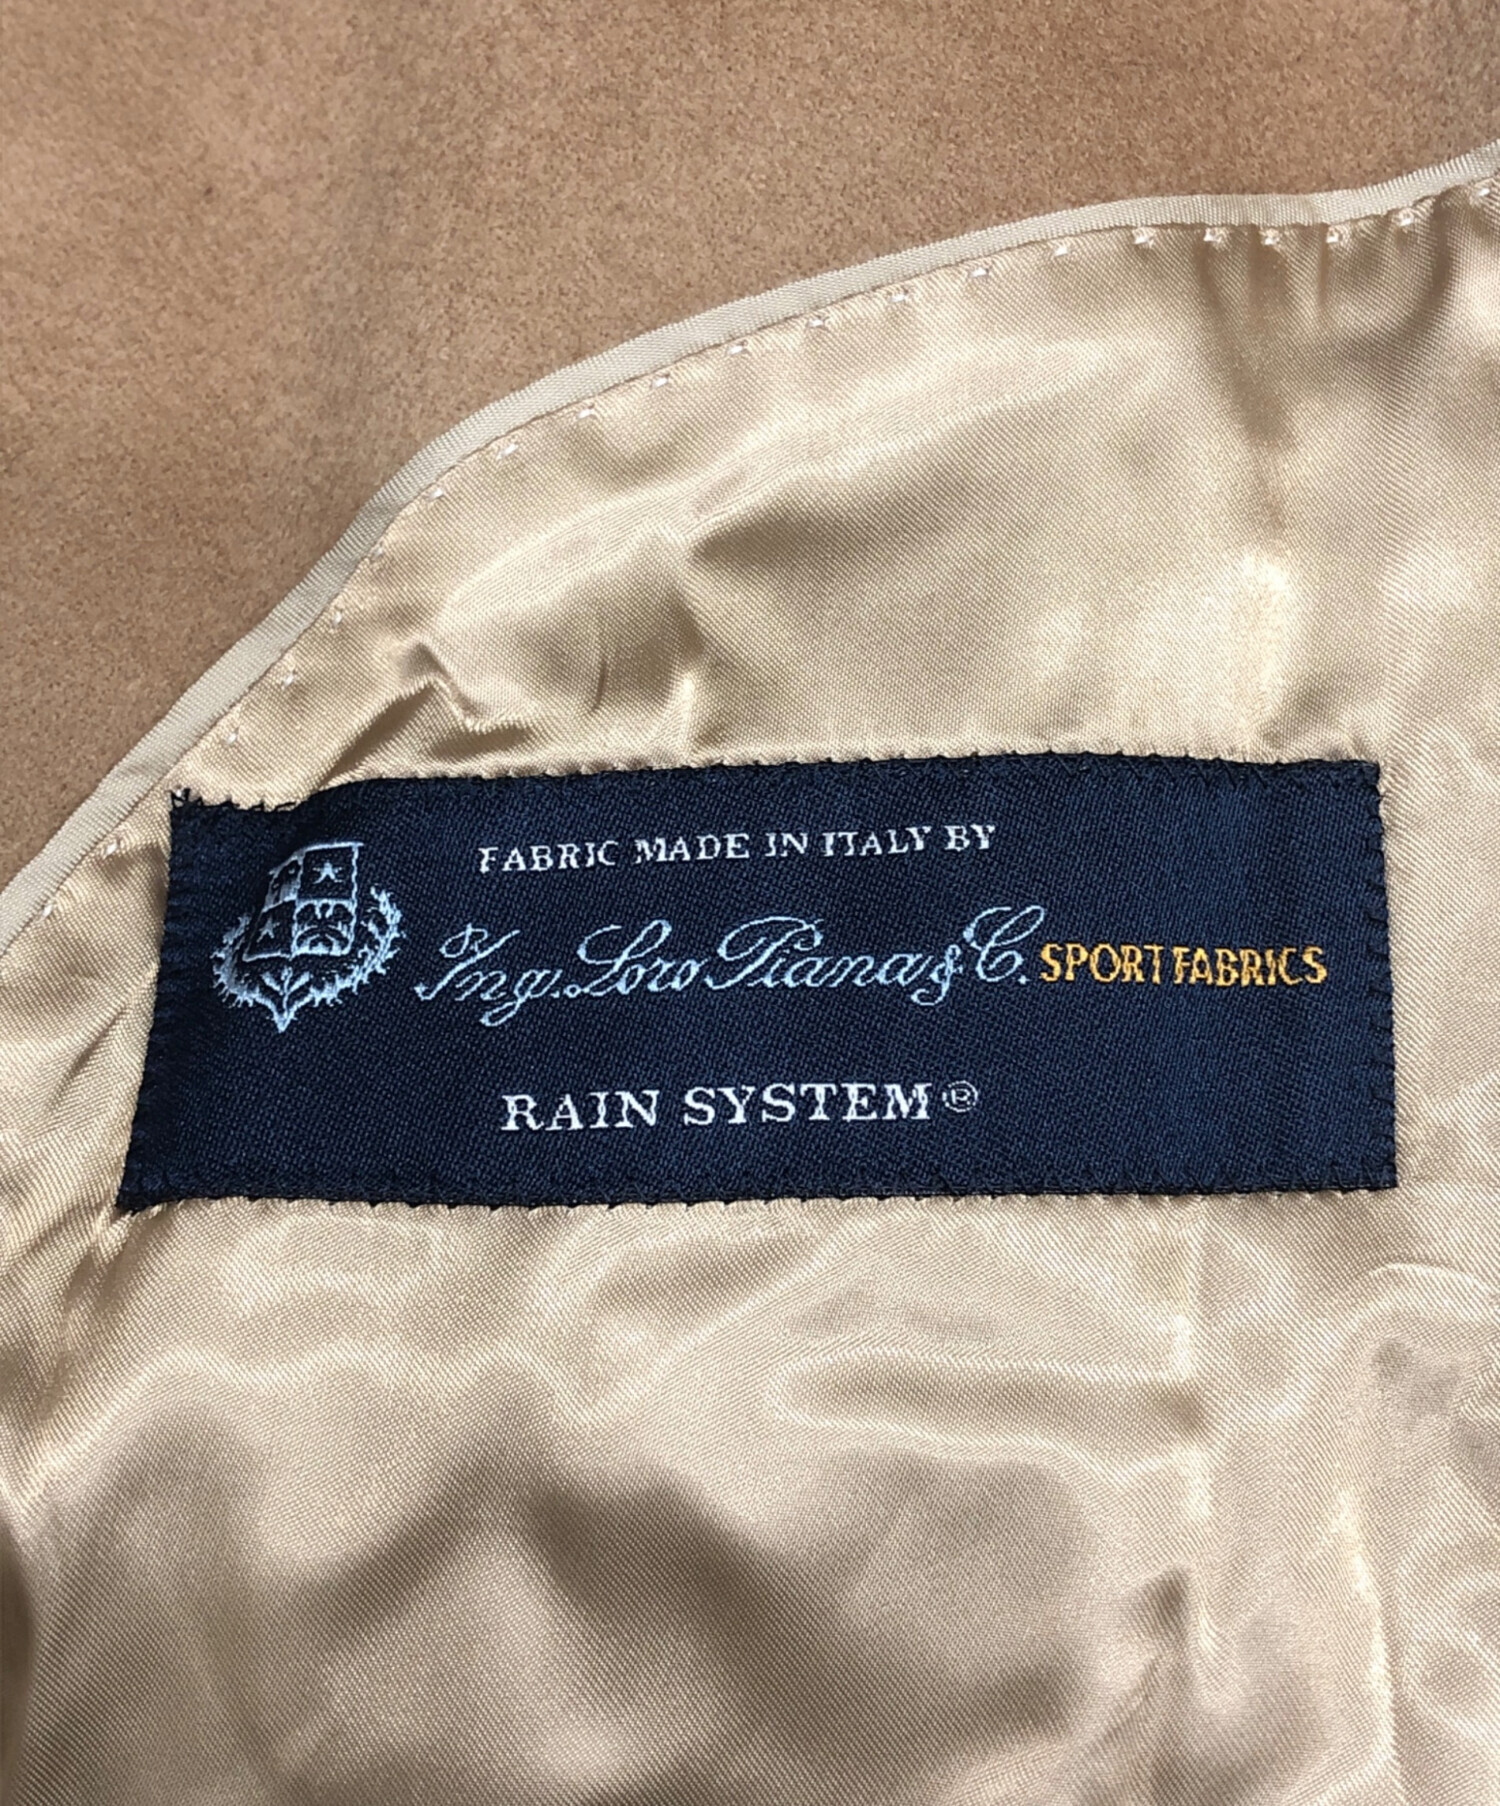 FABRIC MADE IN ITALY BY
Ing. Loro Piana & C. SPORT FABRICS
RAIN SYSTEM®